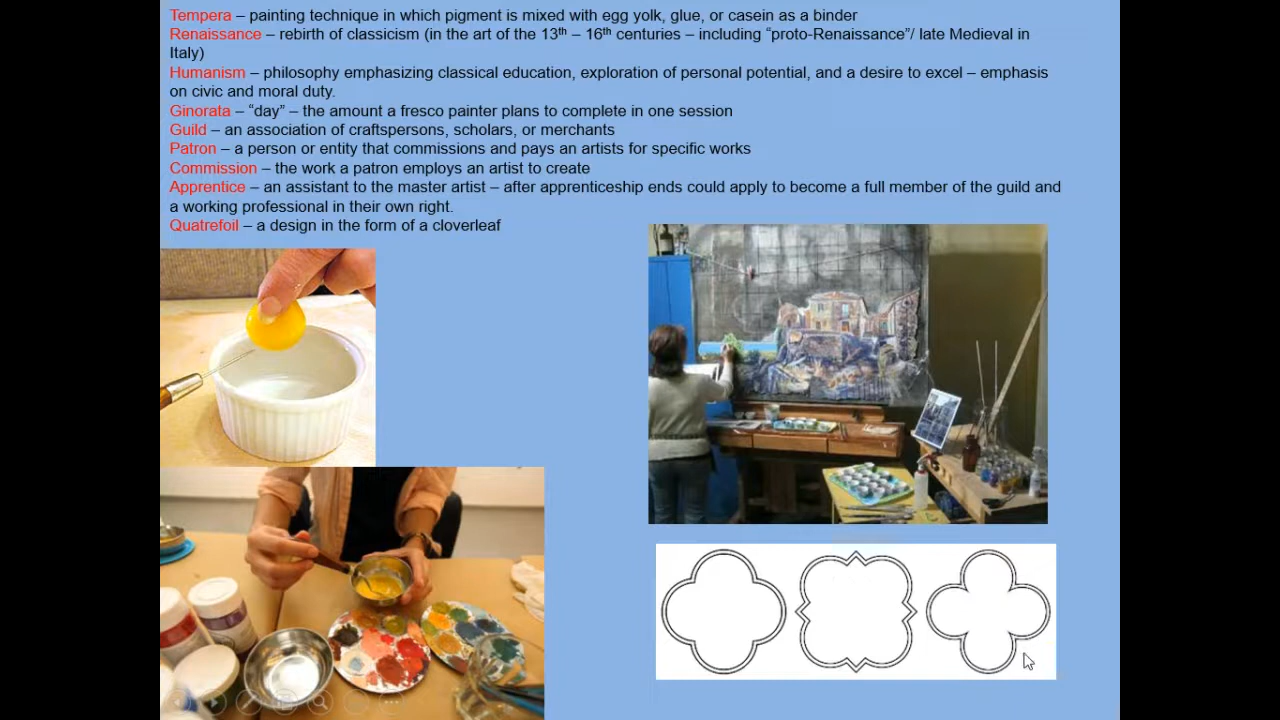 Tempera – painting technique in which pigment is mixed with egg yolk, glue, or casein as a binder
Renaissance – rebirth of classicism (in the art of the 13th – 16th centuries – including “proto-Renaissance”/ late Medieval in
Italy)
Humanism – philosophy emphasizing classical education, exploration of personal potential, and a desire to excel – emphasis
on civic and moral duty.
Ginorata – “day” – the amount a fresco painter plans to complete in one session
Guild – an association of craftspersons, scholars, or merchants
Patron – a person or entity that commissions and pays an artists for specific works
Commission – the work a patron employs an artist to create
Apprentice – an assistant to the master artist – after apprenticeship ends could apply to become a full member of the guild and
a working professional in their own right.
Quatrefoil – a design in the form of a cloverleaf